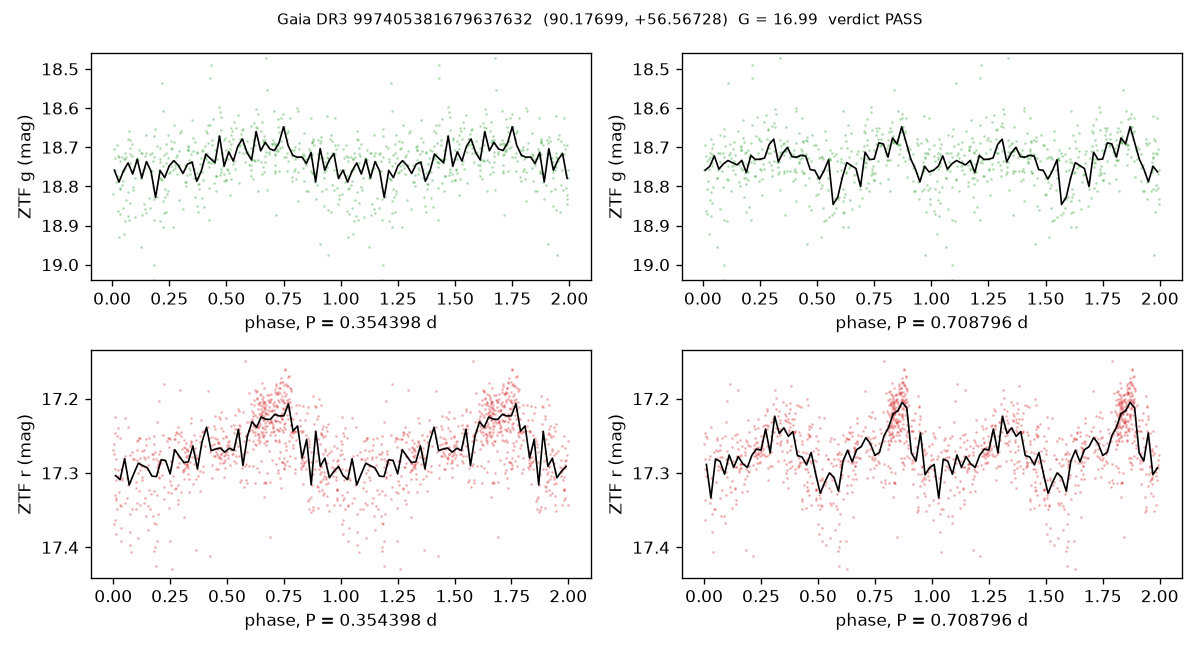 Gaia DR3 997405381679637632  (90.17699, +56.56728)  G = 16.99  verdict PASS
ZTF g (mag)
18.5
18.6
18.7
18.8
18.9
19.0
0.00 0.25 0.50 0.75 1.00 1.25 1.50 1.75 2.00
phase, P = 0.354398 d
ZTF g (mag)
18.5
18.6
18.7
18.8
18.9
19.0
0.00 0.25 0.50 0.75 1.00 1.25 1.50 1.75 2.00
phase, P = 0.708796 d
ZTF r (mag)
17.2
17.3
17.4
0.00 0.25 0.50 0.75 1.00 1.25 1.50 1.75 2.00
phase, P = 0.354398 d
ZTF r (mag)
17.2
17.3
17.4
0.00 0.25 0.50 0.75 1.00 1.25 1.50 1.75 2.00
phase, P = 0.708796 d